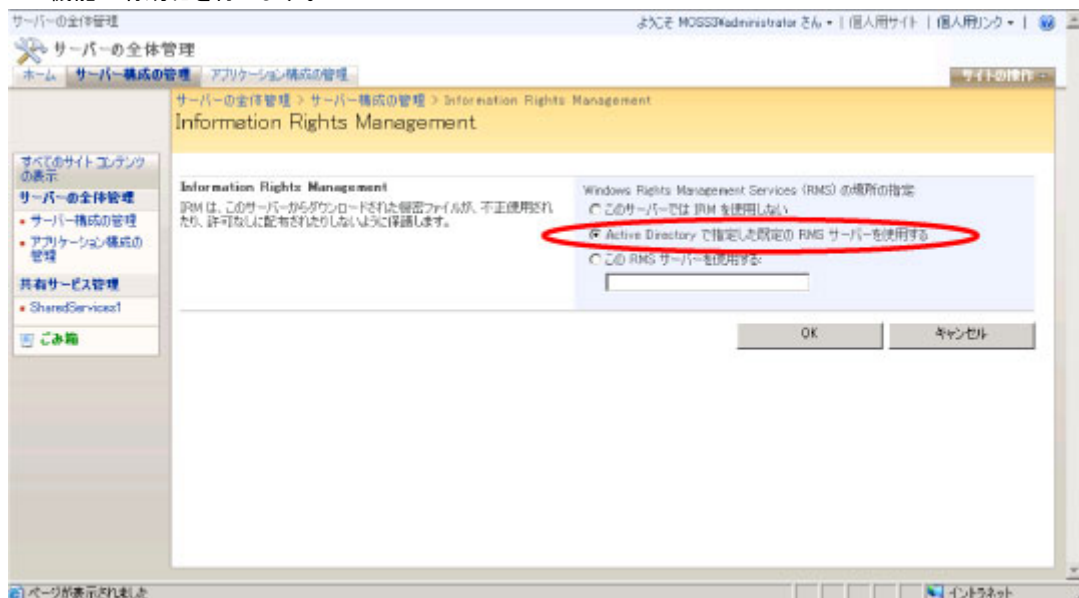 サーバーの全体管理
ようこそ MOSS3¥administrator さん ▾ | 個人用サイト | 個人用リンク ▾ |
サーバーの全体管理
ホーム サーバー構成の管理 アプリケーション構成の管理
サイトの操作
サーバーの全体管理 > サーバー構成の管理 > Information Rights Management
Information Rights Management
すべてのサイト コンテンツ
の表示
サーバーの全体管理
サーバー構成の管理
アプリケーション構成の
管理
共有サービス管理
SharedServices1
ごみ箱
Information Rights Management
IRM は、このサーバーからダウンロードされた機密ファイルが、不正使用され
たり、許可なしに配布されたりしないように保護します。
Windows Rights Management Services (RMS) の場所の指定:
このサーバーでは IRM を使用しない
Active Directory で指定した既定の RMS サーバーを使用する
この RMS サーバーを使用する:
OK
キャンセル
ページが表示されました
イントラネット